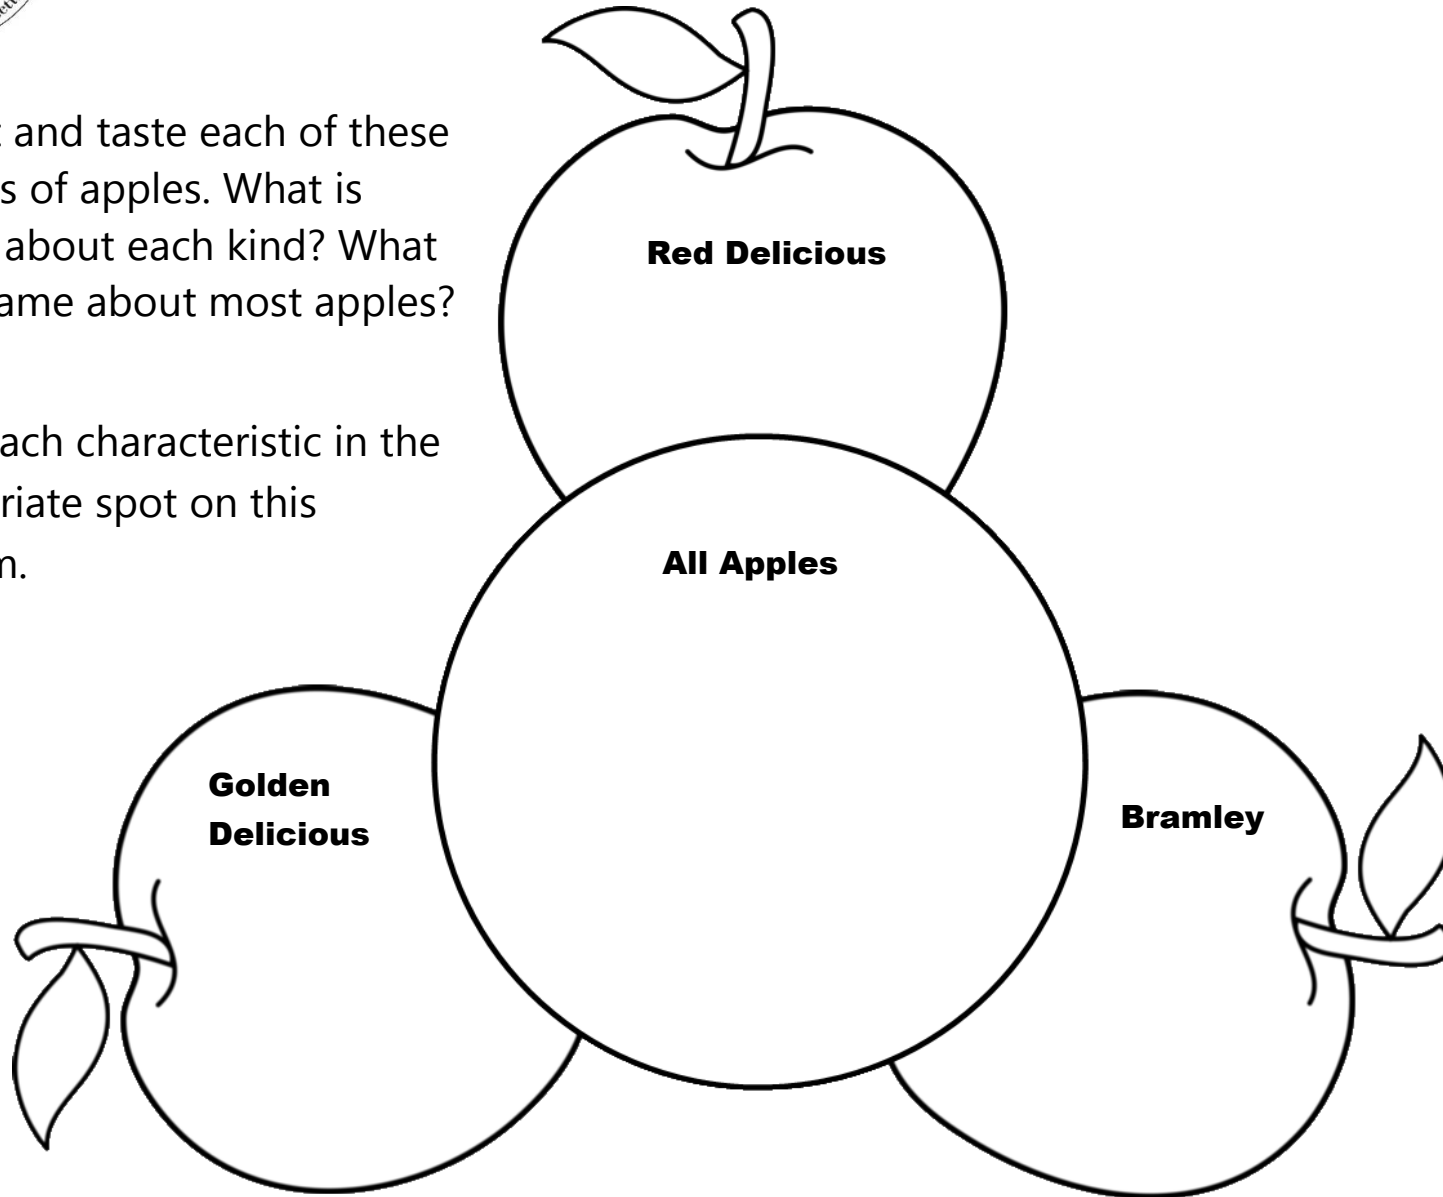 and taste each of these
s of apples. What is
about each kind? What
ame about most apples?
ach characteristic in the
riate spot on this
m.
Red Delicious
All Apples
Golden
Delicious
Bramley